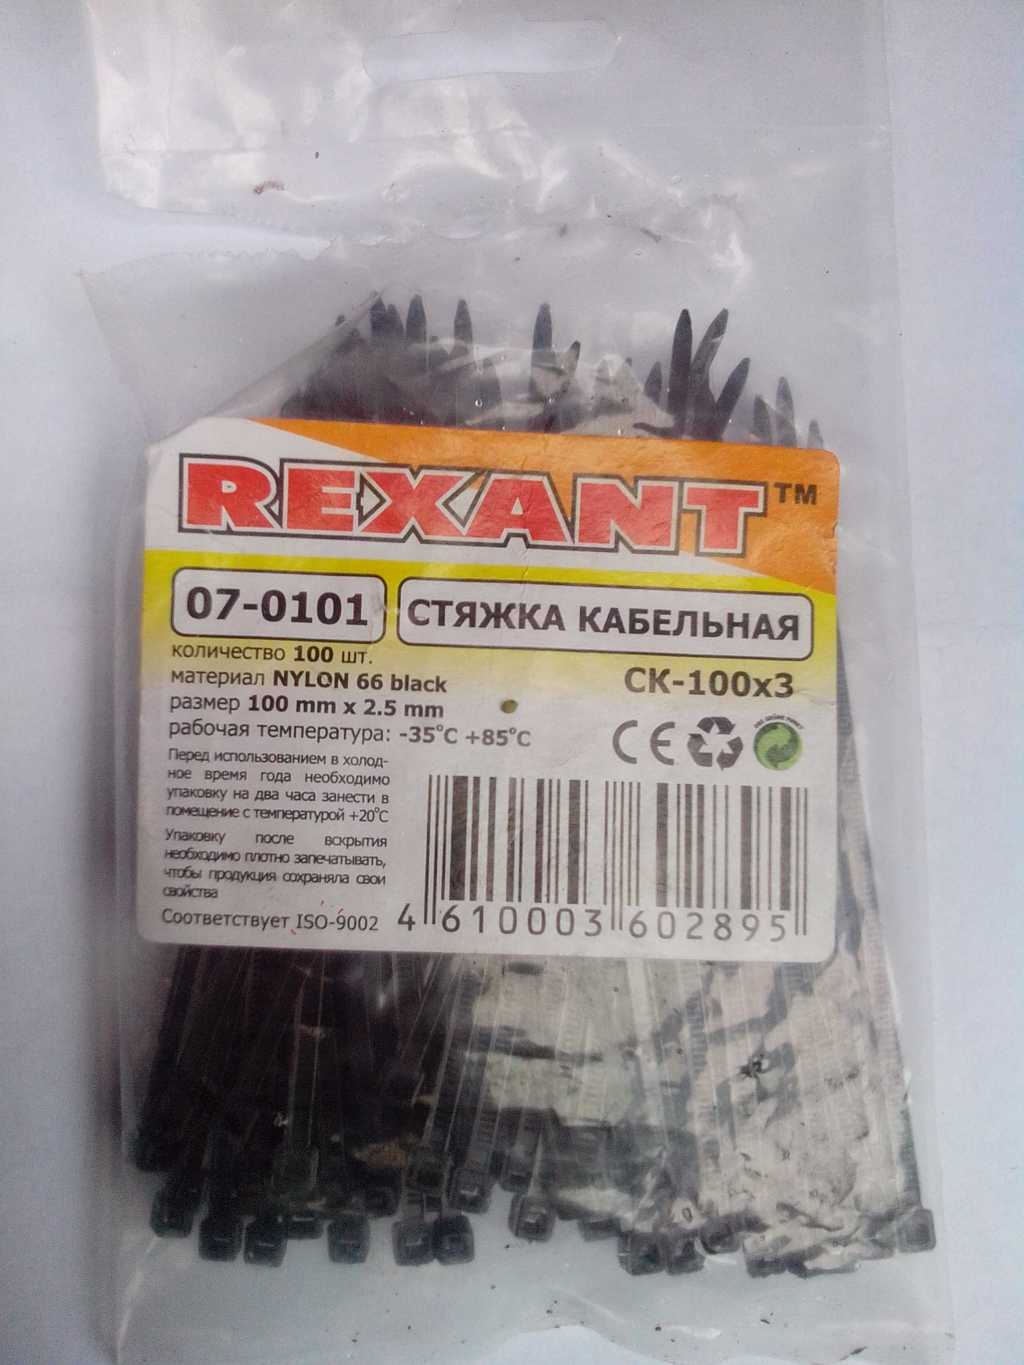 REXANT™
07-0101
СТЯЖКА КАБЕЛЬНАЯ
количество 100 шт.
материал NYLON 66 black
размер 100 mm x 2.5 mm
рабочая температура: -35°C +85°C
СК-100х3
CE
Перед использованием в холод-
ное время года необходимо
упаковку на два часа занести в
помещение с температурой +20°C
Упаковку после вскрытия
необходимо плотно запечатывать,
чтобы продукция сохраняла свои
свойства
Соответствует ISO-9002
4 610003 602895